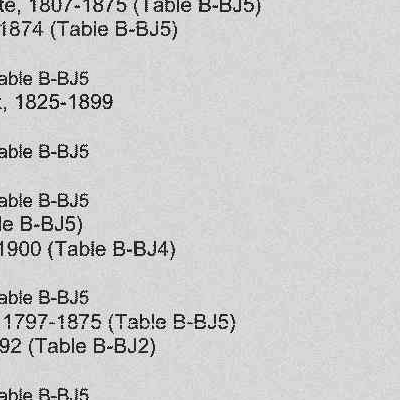 te, 1807-1875 (Table B-BJ5)
1874 (Table B-BJ5)
able B-BJ5
, 1825-1899
able B-BJ5
able B-BJ5
le B-BJ5)
1900 (Table B-BJ4)
able B-BJ5
1797-1875 (Table B-BJ5)
92 (Table B-BJ2)
able B-BJ5